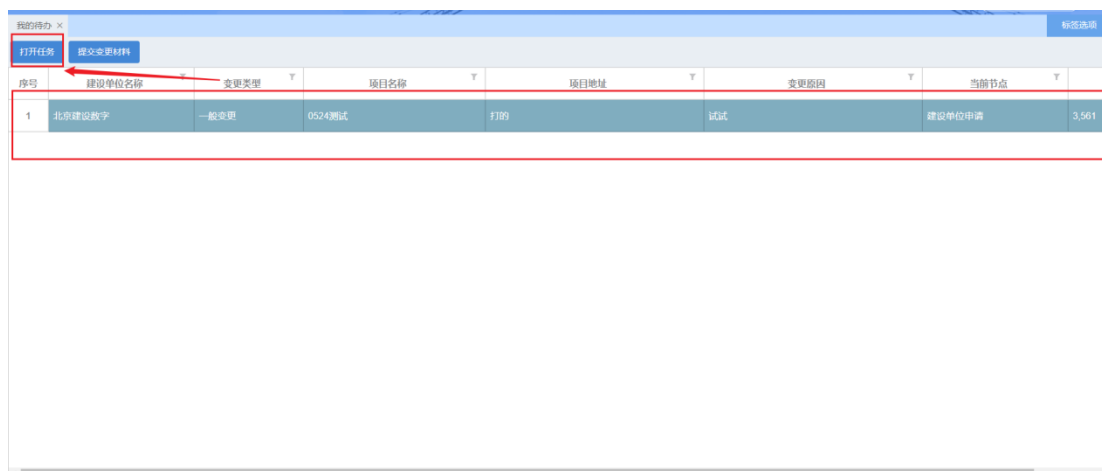 我的待办 × 标签选项
打开任务 提交变更材料
序号 建设单位名称 变更类型 项目名称 项目地址 变更原因 当前节点
1 北京建设数字 一般变更 0524测试 打的 试试 建设单位申请 3,561